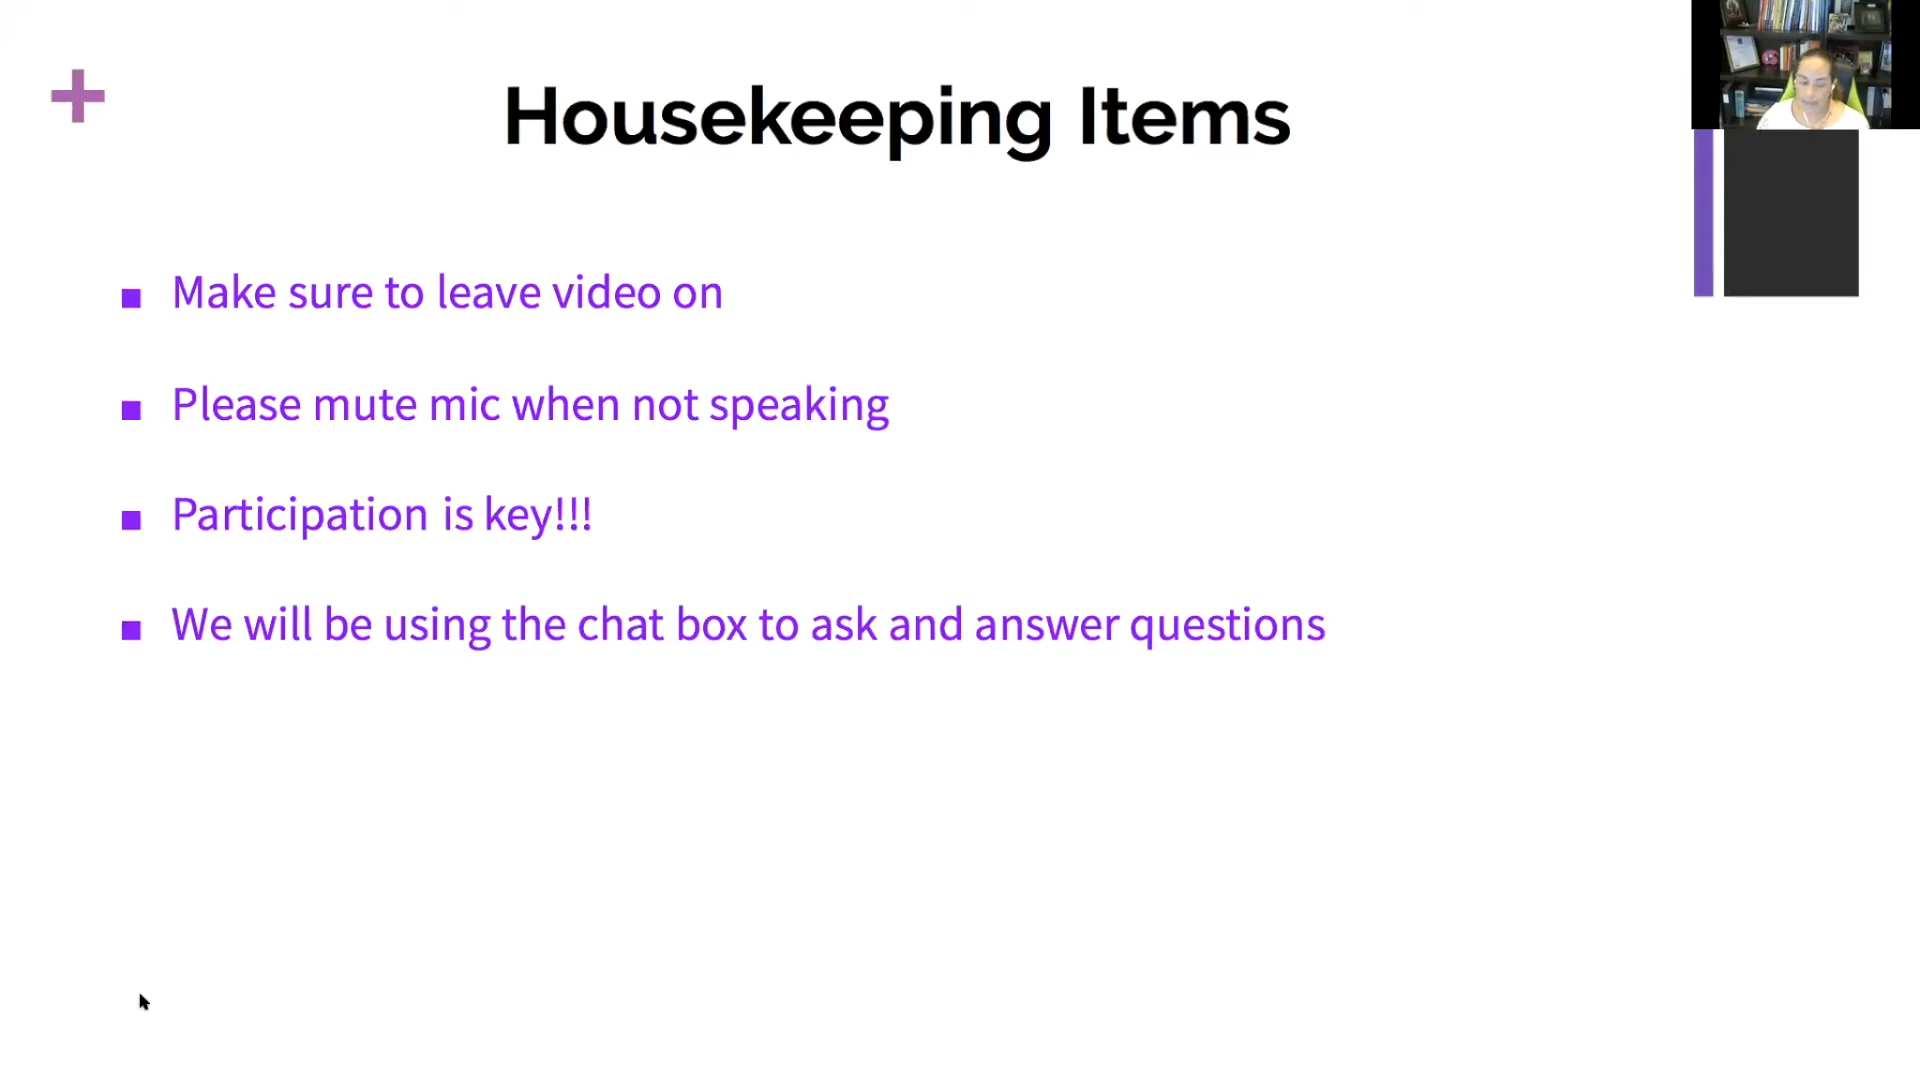 Housekeeping Items
Make sure to leave video on
Please mute mic when not speaking
Participation is key!!!
We will be using the chat box to ask and answer questions